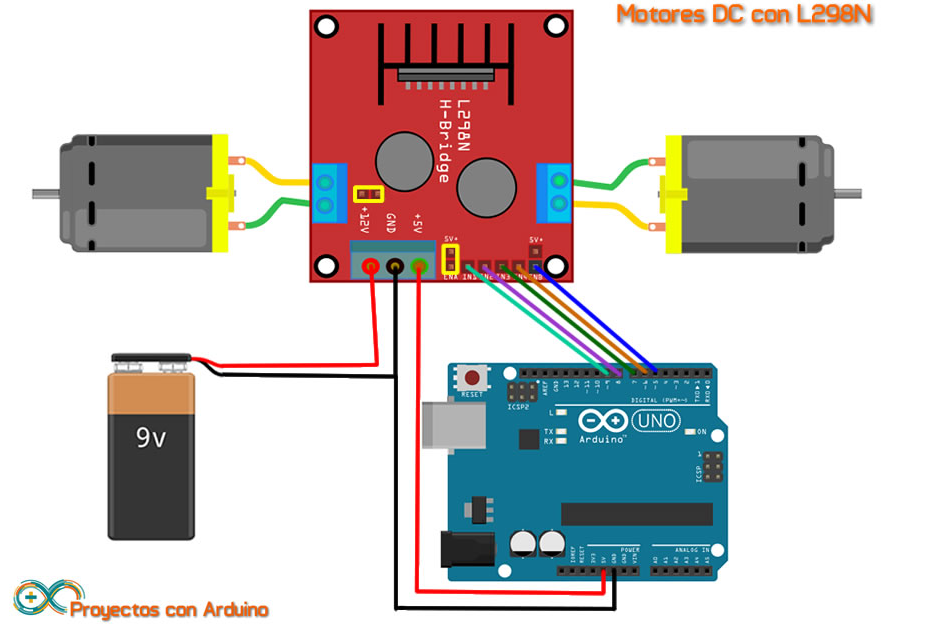 Motores DC con L298N
L298N
H-Bridge
+12V
GND
+5V
5V+
5V+
ENA IN1 IN2 IN3 IN4 ENB
9v
RESET
ICSP2
AREF
GND
13
12
~11
~10
~9
8
7
~6
~5
4
~3
2
TX0▶1
RX0◀0
DIGITAL (PWM=~)
L
TX
RX
UNO
Arduino™
ON
1
ICSP
IOREF
RESET
3V3
5V
GND
GND
VIN
POWER
ANALOG IN
A0
A1
A2
A3
A4
A5
Proyectos con Arduino